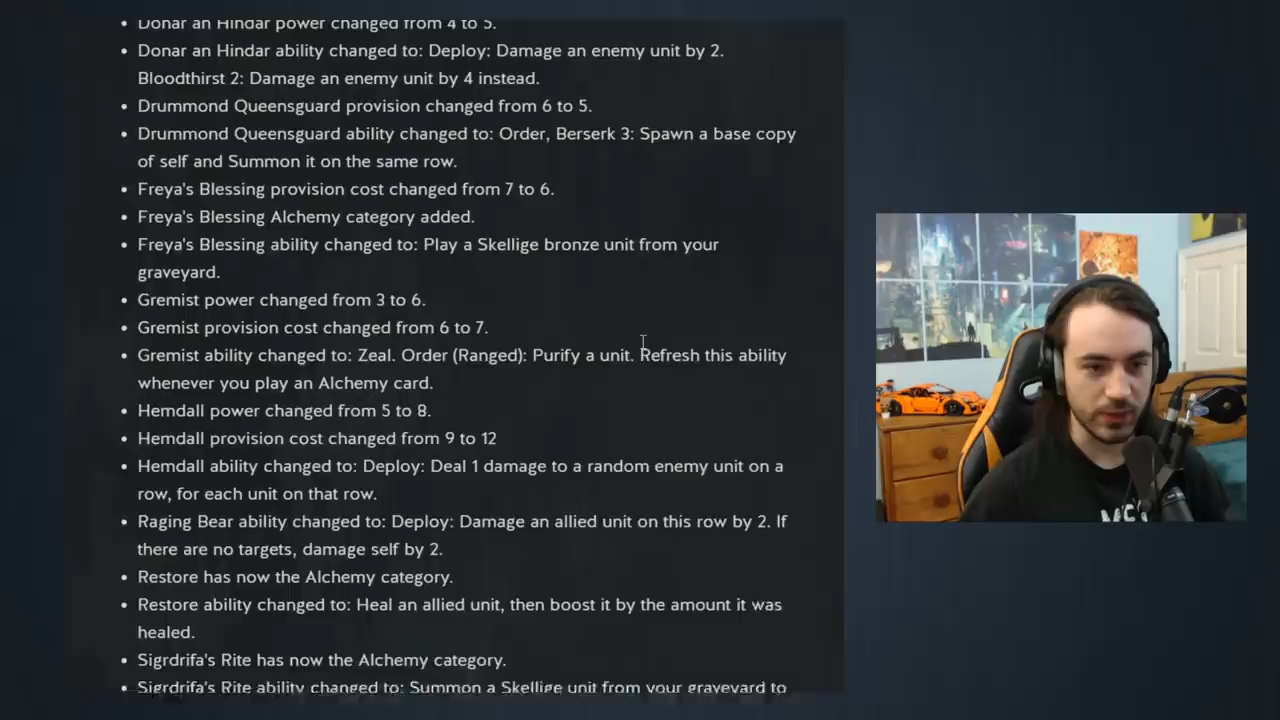 Donar an Hindar power changed from 4 to 5.
Donar an Hindar ability changed to: Deploy: Damage an enemy unit by 2.
Bloodthirst 2: Damage an enemy unit by 4 instead.
Drummond Queensguard provision changed from 6 to 5.
Drummond Queensguard ability changed to: Order, Berserk 3: Spawn a base copy
of self and Summon it on the same row.
Freya's Blessing provision cost changed from 7 to 6.
Freya's Blessing Alchemy category added.
Freya's Blessing ability changed to: Play a Skellige bronze unit from your
graveyard.
Gremist power changed from 3 to 6.
Gremist provision cost changed from 6 to 7.
Gremist ability changed to: Zeal. Order (Ranged): Purify a unit. Refresh this ability
whenever you play an Alchemy card.
Hemdall power changed from 5 to 8.
Hemdall provision cost changed from 9 to 12
Hemdall ability changed to: Deploy: Deal 1 damage to a random enemy unit on a
row, for each unit on that row.
Raging Bear ability changed to: Deploy: Damage an allied unit on this row by 2. If
there are no targets, damage self by 2.
Restore has now the Alchemy category.
Restore ability changed to: Heal an allied unit, then boost it by the amount it was
healed.
Sigrdrifa's Rite has now the Alchemy category.
Sigrdrifa's Rite ability changed to: Summon a Skellige unit from your graveyard to